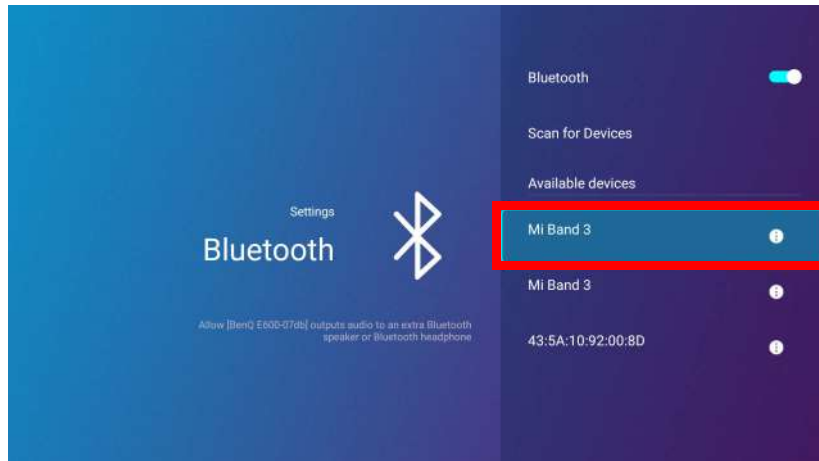 Settings
Bluetooth
Allow [BenQ E600-07db] outputs audio to an extra Bluetooth
speaker or Bluetooth headphone
Bluetooth
Scan for Devices
Available devices
Mi Band 3
Mi Band 3
43:5A:10:92:00:8D